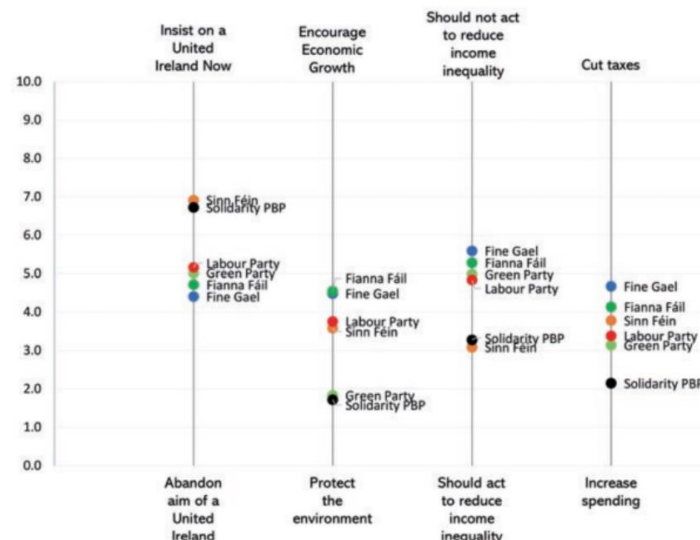 Insist on a
United
Ireland Now
Encourage
Economic
Growth
Should not act
to reduce
income
inequality
Cut taxes
10.0
9.0
8.0
7.0
6.0
5.0
4.0
3.0
2.0
1.0
0.0
Sinn Féin
Solidarity PBP
Labour Party
Green Party
Fianna Fáil
Fine Gael
Fianna Fáil
Fine Gael
Labour Party
Sinn Féin
Green Party
Solidarity PBP
Fine Gael
Fianna Fáil
Green Party
Labour Party
Solidarity PBP
Sinn Féin
Fine Gael
Fianna Fáil
Sinn Féin
Labour Party
Green Party
Solidarity PBP
Abandon
aim of a
United
Ireland
Protect
the
environment
Should act
to reduce
income
inequality
Increase
spending